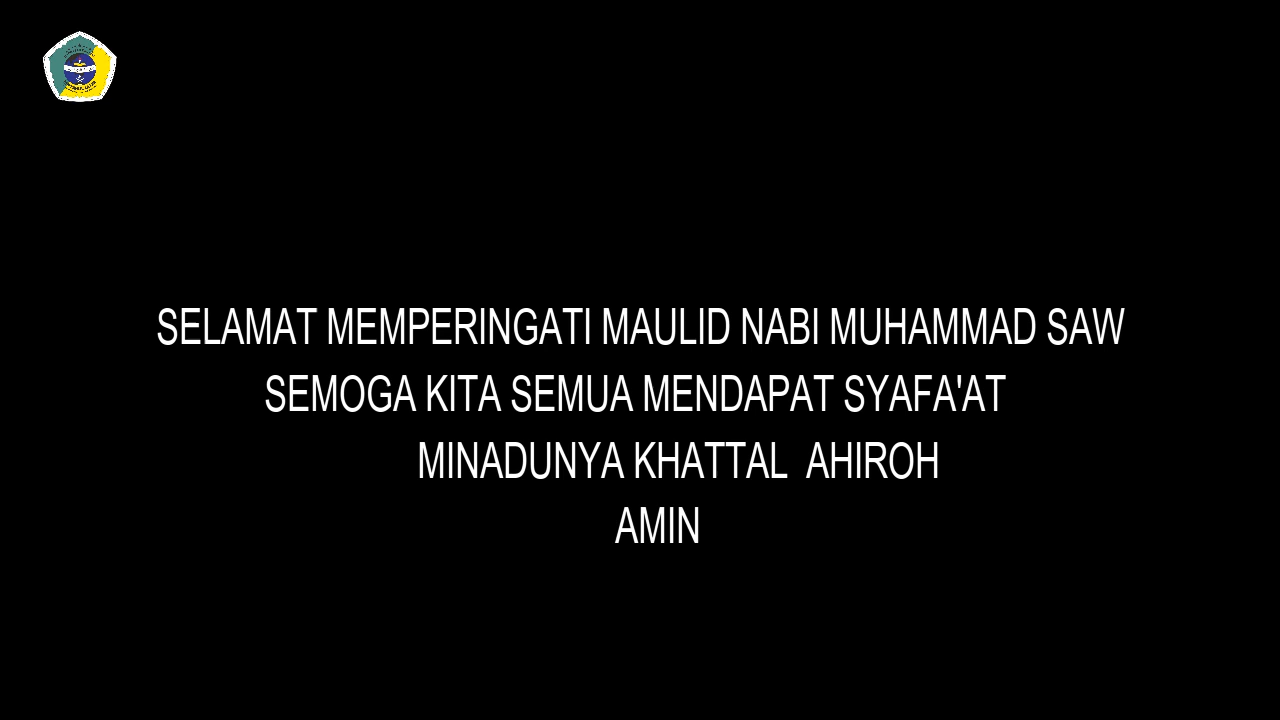 SELAMAT MEMPERINGATI MAULID NABI MUHAMMAD SAW
SEMOGA KITA SEMUA MENDAPAT SYAFA'AT
MINADUNYA KHATTAL AHIROH
AMIN